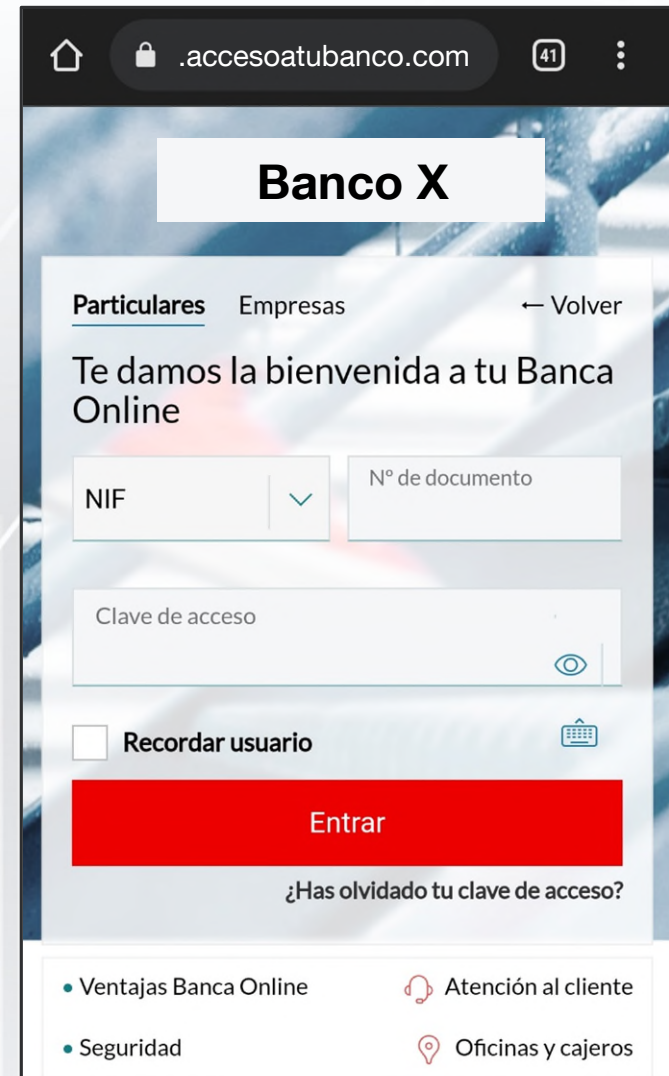 .accesoatubanco.com 41
Banco X
Particulares Empresas ← Volver
Te damos la bienvenida a tu Banca
Online
NIF Nº de documento
Clave de acceso
Recordar usuario
Entrar
¿Has olvidado tu clave de acceso?
• Ventajas Banca Online Atención al cliente
• Seguridad Oficinas y cajeros